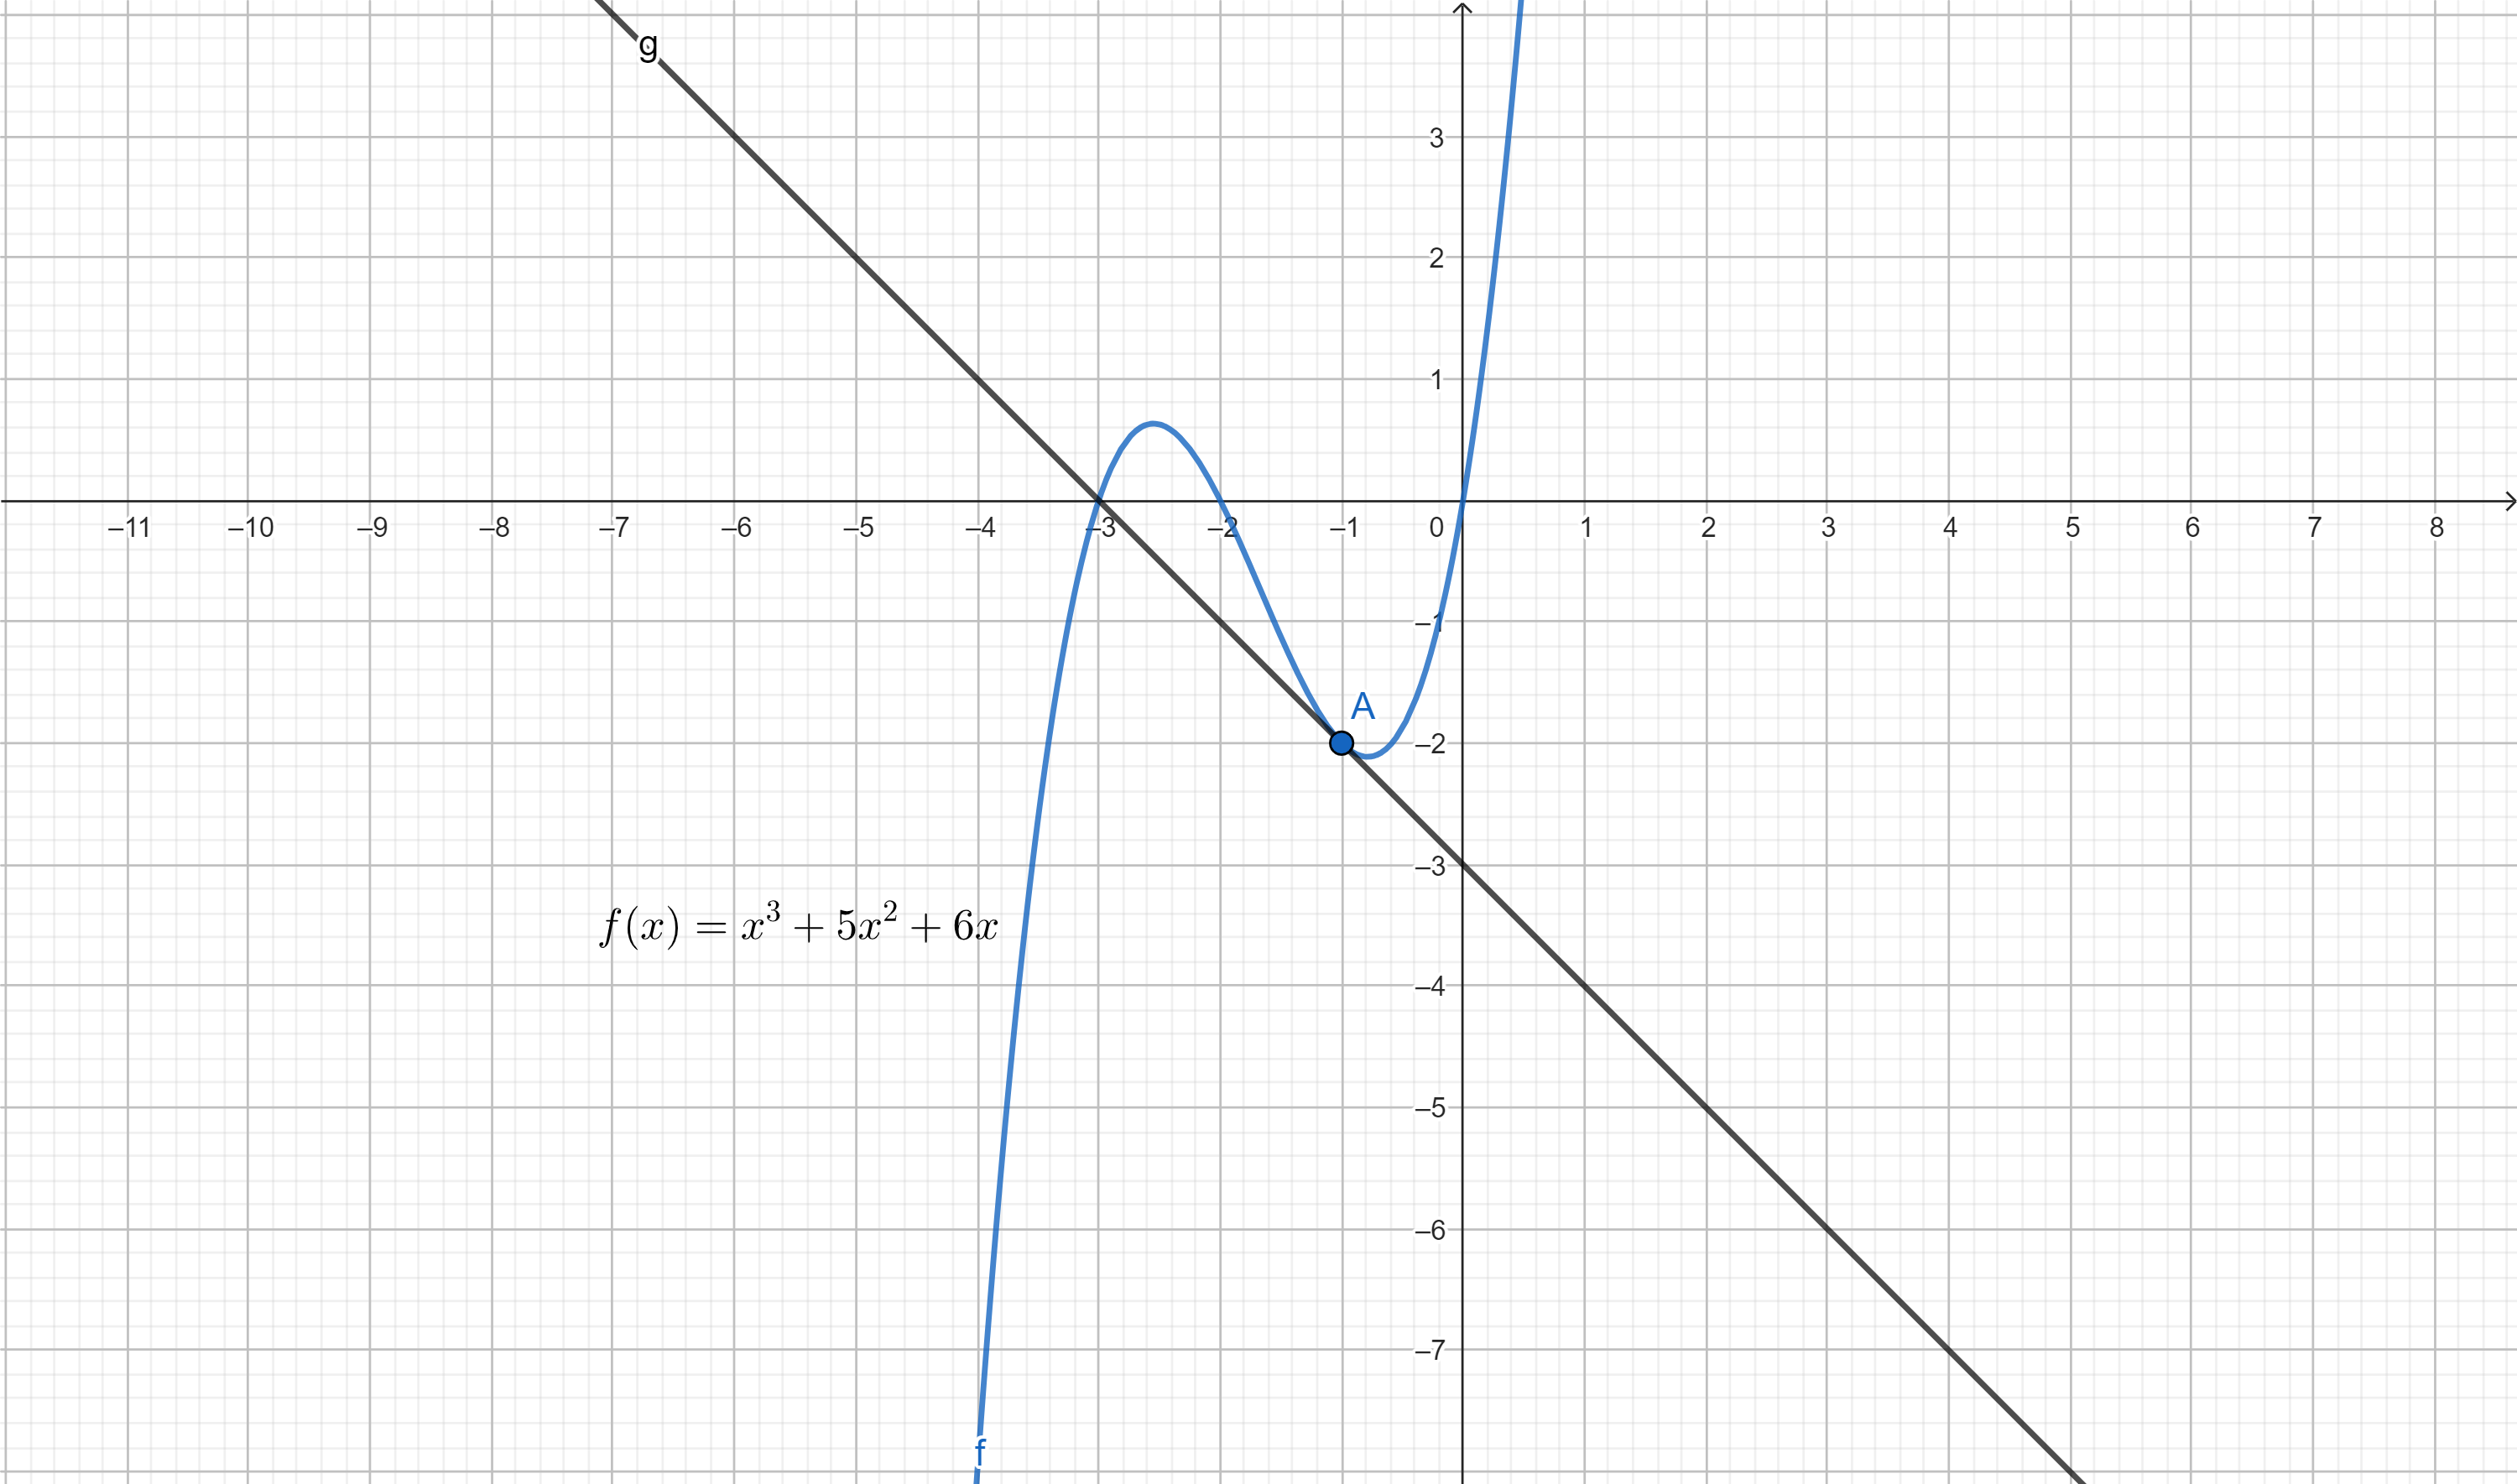 g
3
2
1
–11 –10 –9 –8 –7 –6 –5 –4 –3 –2 –1 0 1 2 3 4 5 6 7 8
–1
A
–2
–3
f(x) = x³ + 5x² + 6x
–4
–5
–6
–7
f